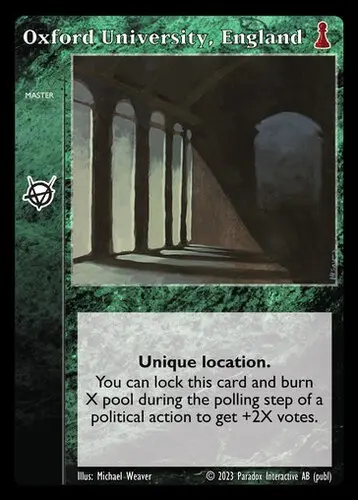 Oxford University, England
MASTER
Unique location.
You can lock this card and burn
X pool during the polling step of a
political action to get +2X votes.
Illus: Michael Weaver © 2023 Paradox Interactive AB (publ)